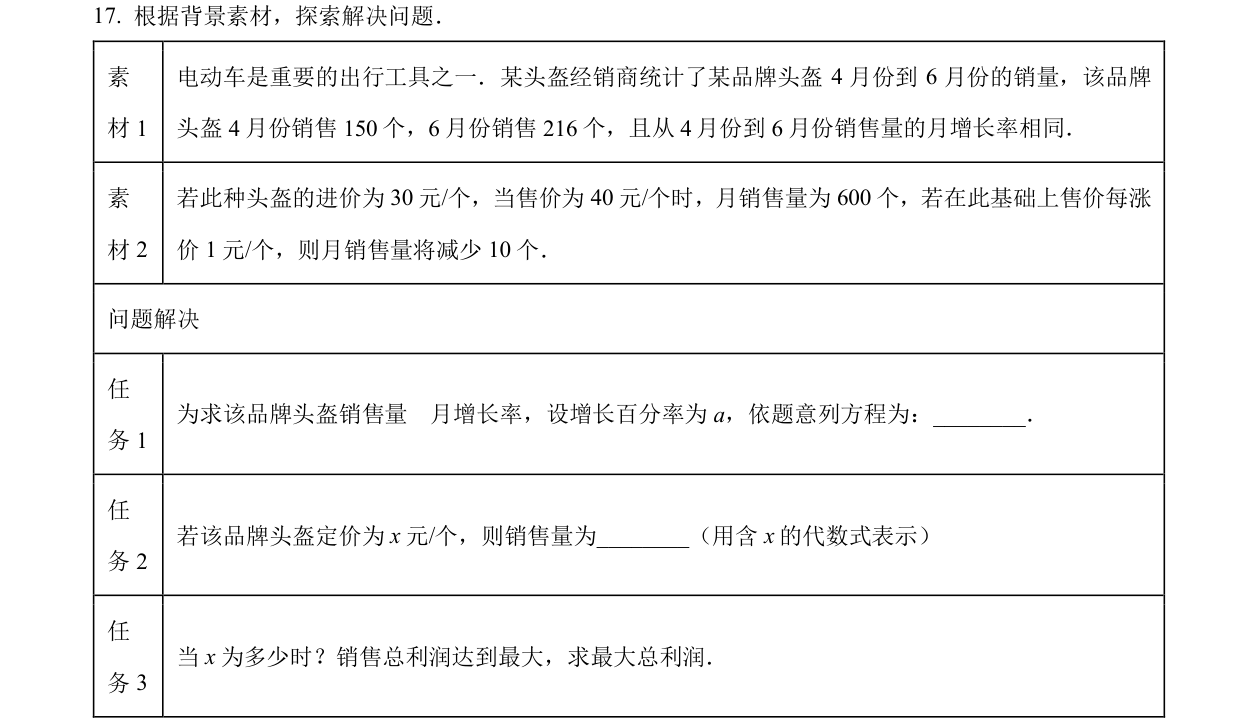 17. 根据背景素材，探索解决问题．
素
材 1
电动车是重要的出行工具之一．某头盔经销商统计了某品牌头盔 4 月份到 6 月份的销量，该品牌
头盔 4 月份销售 150 个，6 月份销售 216 个，且从 4 月份到 6 月份销售量的月增长率相同．
素
材 2
若此种头盔的进价为 30 元/个，当售价为 40 元/个时，月销售量为 600 个，若在此基础上售价每涨
价 1 元/个，则月销售量将减少 10 个．
问题解决
任
务 1
为求该品牌头盔销售量　月增长率，设增长百分率为 a，依题意列方程为：________．
任
务 2
若该品牌头盔定价为 x 元/个，则销售量为________（用含 x 的代数式表示）
任
务 3
当 x 为多少时？销售总利润达到最大，求最大总利润．